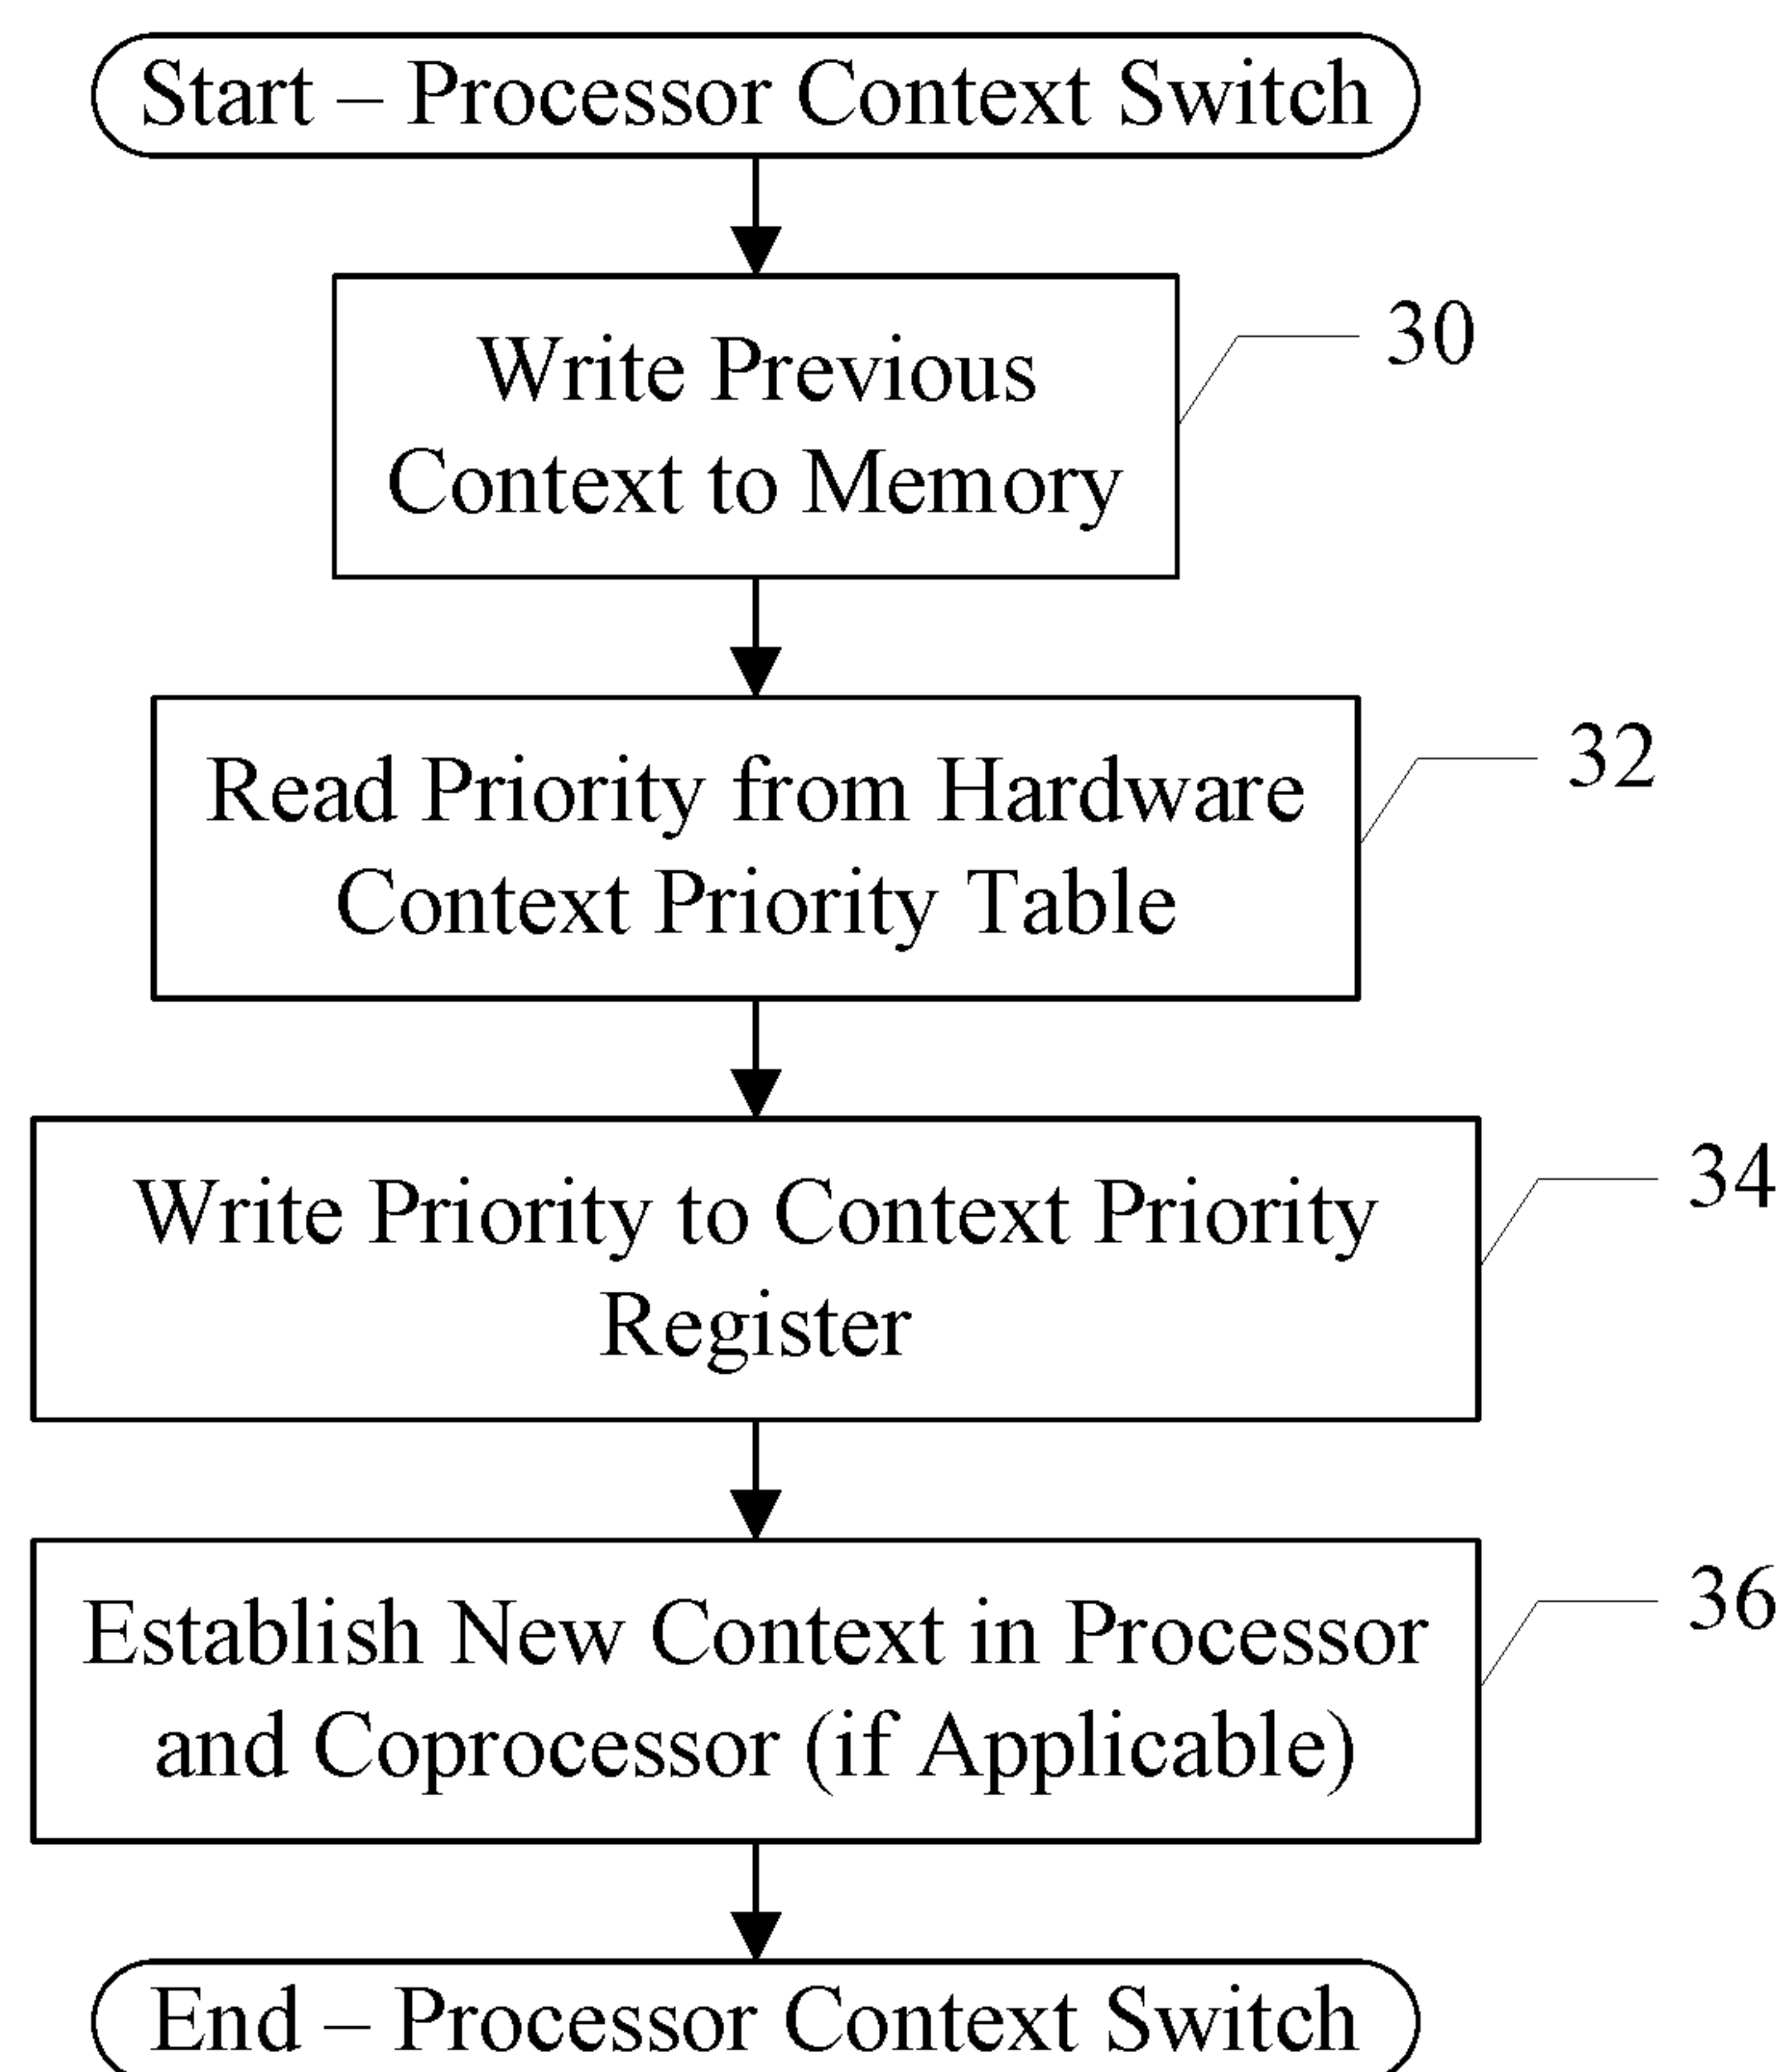 Start – Processor Context Switch
Write Previous
Context to Memory
30
Read Priority from Hardware
Context Priority Table
32
Write Priority to Context Priority
Register
34
Establish New Context in Processor
and Coprocessor (if Applicable)
36
End – Processor Context Switch